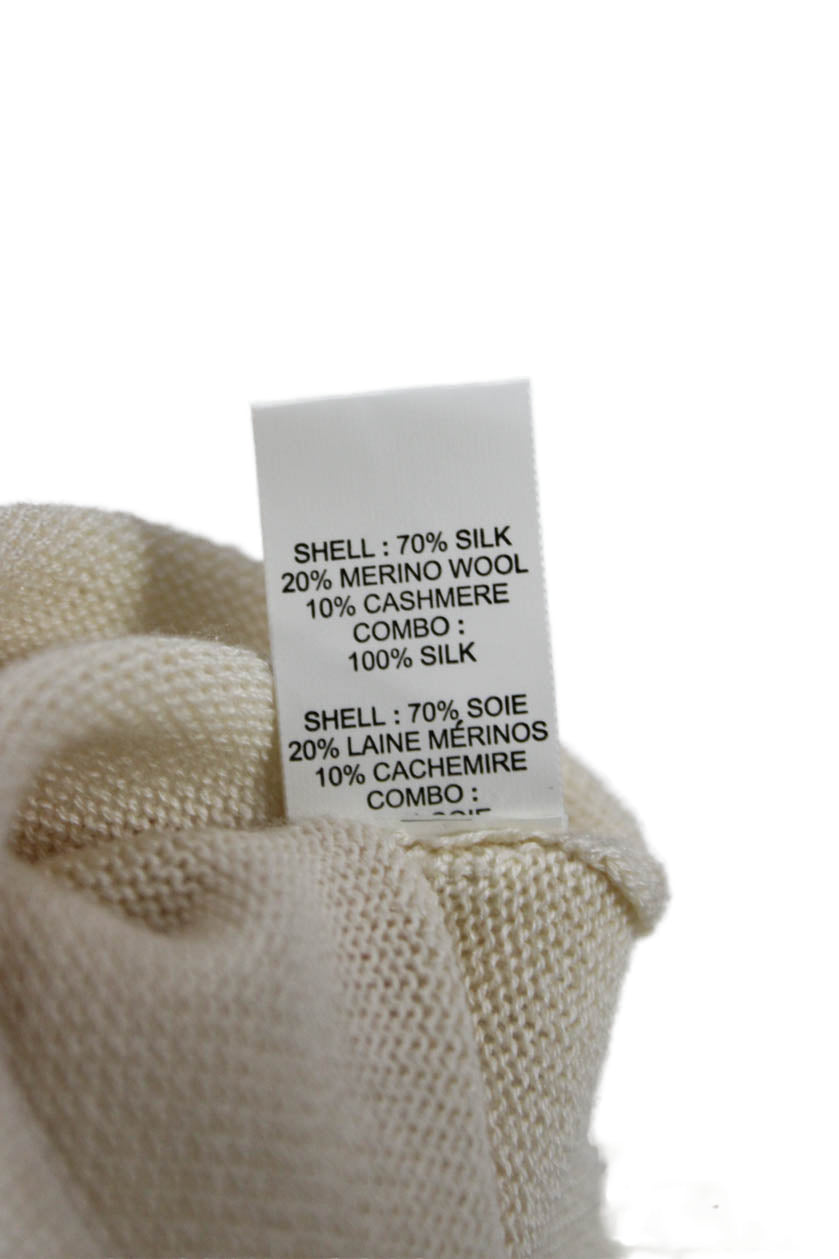 SHELL : 70% SILK
20% MERINO WOOL
10% CASHMERE
COMBO :
100% SILK
SHELL : 70% SOIE
20% LAINE MÉRINOS
10% CACHEMIRE
COMBO :
SOIE